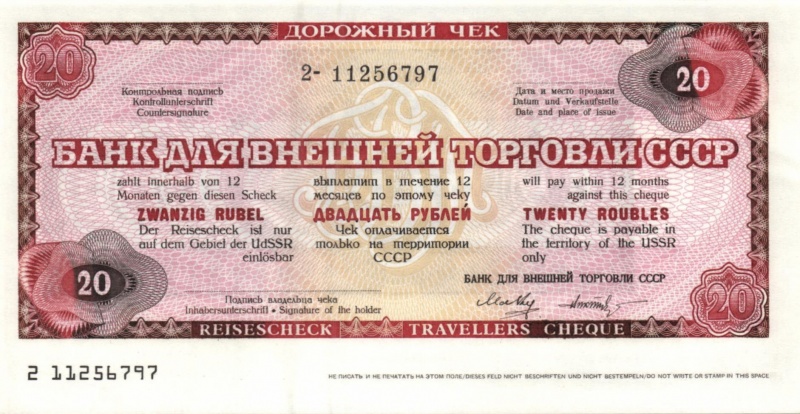 ДОРОЖНЫЙ ЧЕК
20
2- 11256797
20
Контрольная подпись
Kontrollunterschrift
Countersignature
Дата и место продажи
Datum und Verkaufstelle
Date and place of issue
БАНК ДЛЯ ВНЕШНЕЙ ТОРГОВЛИ СССР
zahlt innerhalb von 12
Monaten gegen diesen Scheck
ZWANZIG RUBEL
Der Reisescheck ist nur
auf dem Gebiet der UdSSR
einlösbar
выплатит в течение 12
месяцев по этому чеку
ДВАДЦАТЬ РУБЛЕЙ
Чек оплачивается
только на территории
СССР
will pay within 12 months
against this cheque
TWENTY ROUBLES
The cheque is payable in
the territory of the USSR
only
20
БАНК ДЛЯ ВНЕШНЕЙ ТОРГОВЛИ СССР
20
Подпись владельца чека
Inhabersunterschrift • Signature of the holder
REISESCHECK TRAVELLERS CHEQUE
2 11256797
НЕ ПИСАТЬ И НЕ ПЕЧАТАТЬ НА ЭТОМ ПОЛЕ/DIESES FELD NICHT BESCHRIFTEN UND NICHT BESTEMPELN/DO NOT WRITE OR STAMP IN THIS SPACE